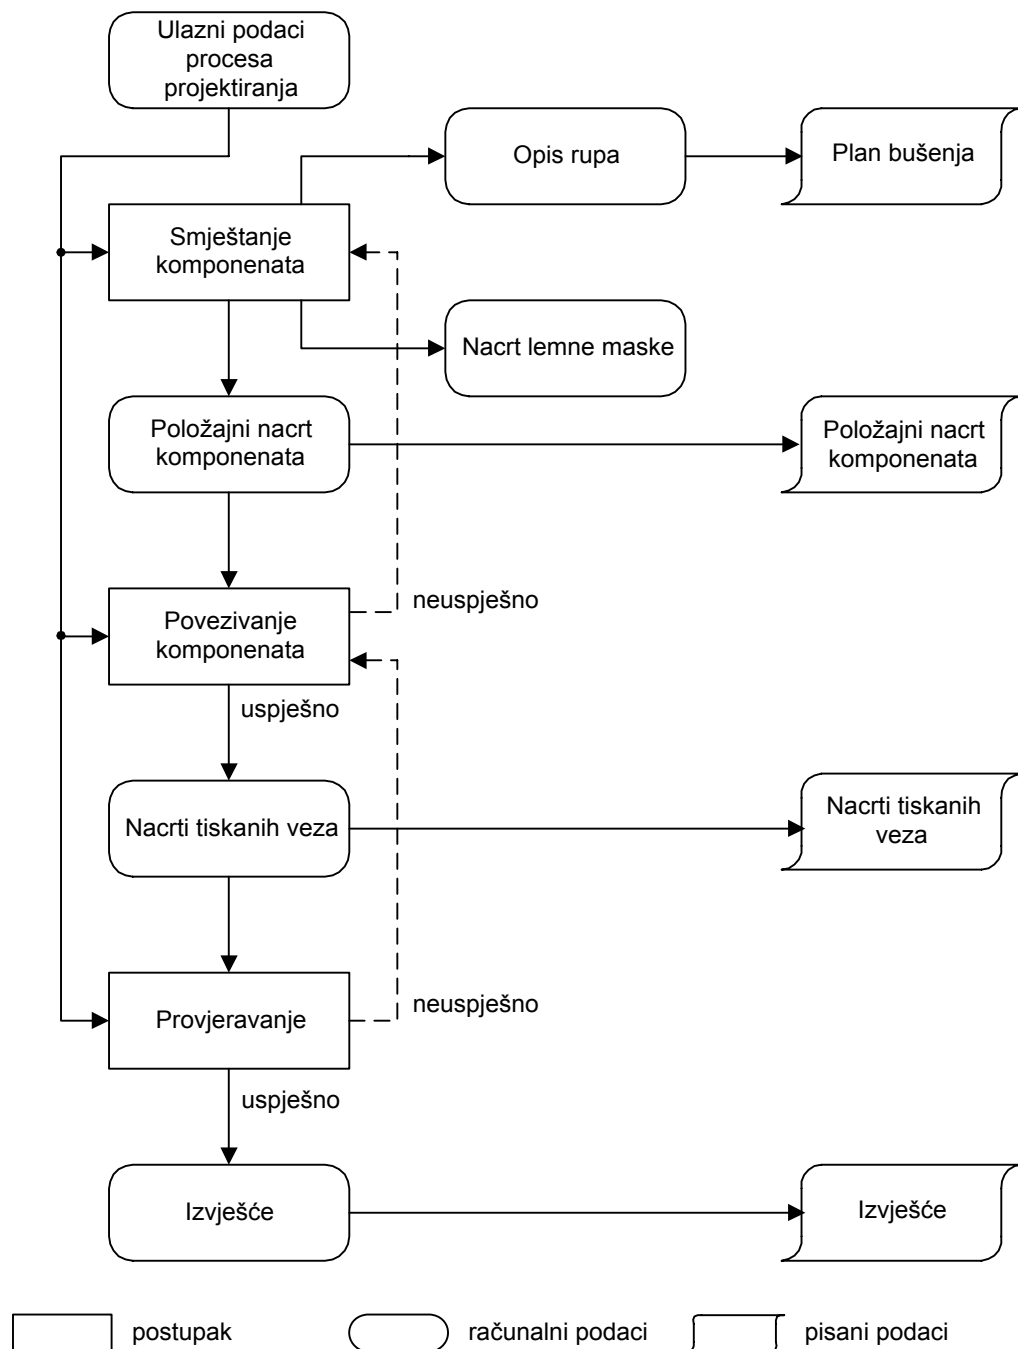 Ulazni podaci
procesa
projektiranja
Opis rupa
Plan bušenja
Smještanje
komponenata
Nacrt lemne maske
Položajni nacrt
komponenata
Položajni nacrt
komponenata
neuspješno
Povezivanje
komponenata
uspješno
Nacrti tiskanih veza
Nacrti tiskanih
veza
neuspješno
Provjeravanje
uspješno
Izvješće
Izvješće
postupak
računalni podaci
pisani podaci